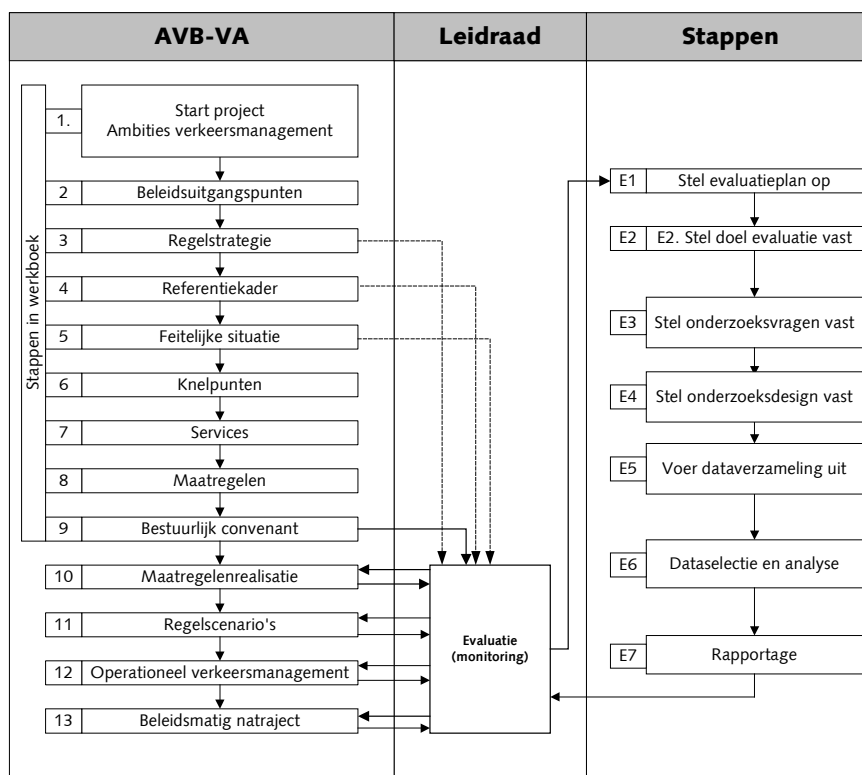 AVB-VA
Leidraad
Stappen
Stappen in werkboek
1.
Start project
Ambities verkeersmanagement
2
Beleidsuitgangspunten
3
Regelstrategie
4
Referentiekader
5
Feitelijke situatie
6
Knelpunten
7
Services
8
Maatregelen
9
Bestuurlijk convenant
10
Maatregelenrealisatie
11
Regelscenario's
12
Operationeel verkeersmanagement
13
Beleidsmatig natraject
Evaluatie
(monitoring)
E1
Stel evaluatieplan op
E2
E2. Stel doel evaluatie vast
E3
Stel onderzoeksvragen vast
E4
Stel onderzoeksdesign vast
E5
Voer dataverzameling uit
E6
Dataselectie en analyse
E7
Rapportage